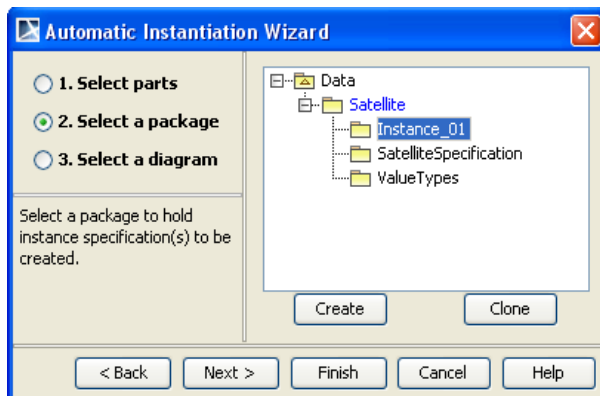 Automatic Instantiation Wizard
1. Select parts
2. Select a package
3. Select a diagram
Select a package to hold
instance specification(s) to be
created.
Data
Satellite
Instance_01
SatelliteSpecification
ValueTypes
Create
Clone
< Back
Next >
Finish
Cancel
Help